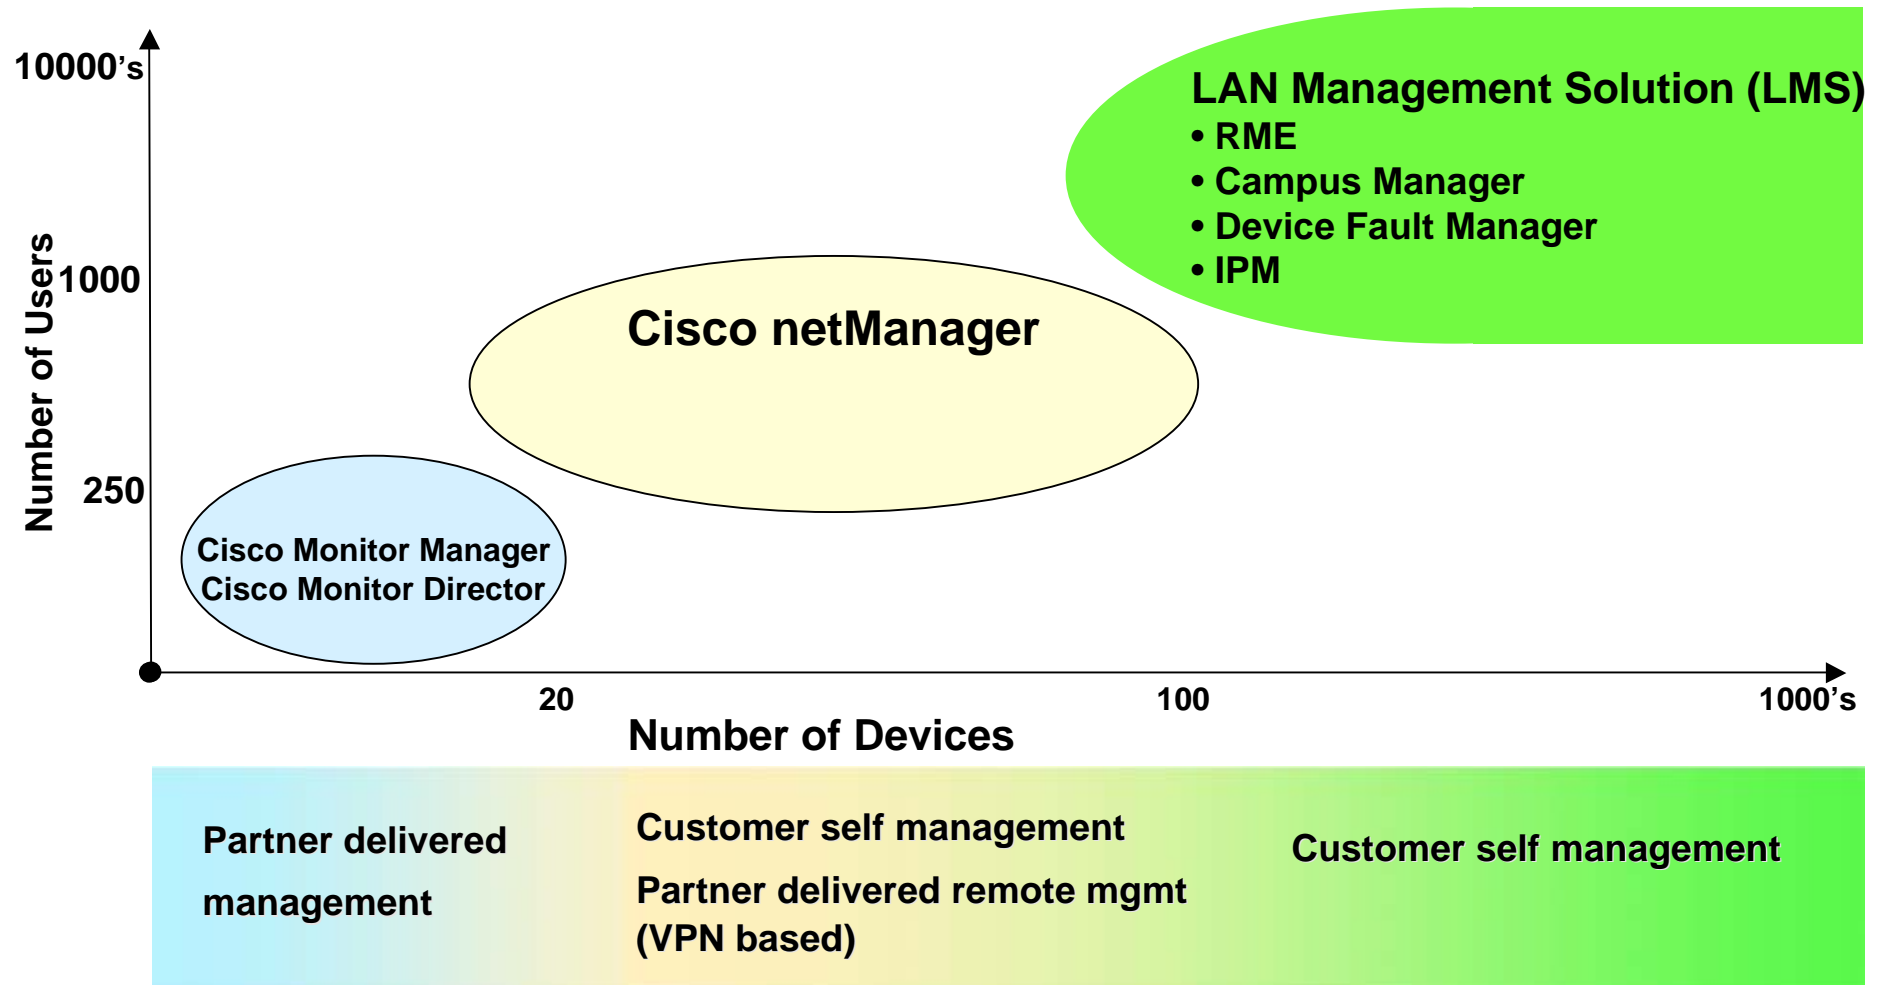 10000’s
LAN Management Solution (LMS)
• RME
• Campus Manager
• Device Fault Manager
• IPM
Number of Users
1000
Cisco netManager
250
Cisco Monitor Manager
Cisco Monitor Director
20
100
1000’s
Number of Devices
Partner delivered
management
Customer self management
Partner delivered remote mgmt
(VPN based)
Customer self management